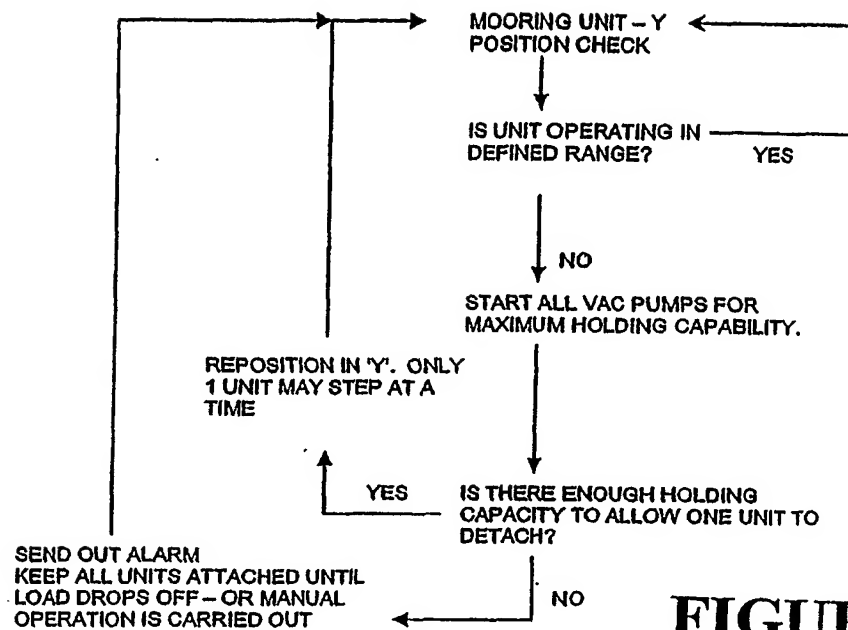 MOORING UNIT – Y
POSITION CHECK
IS UNIT OPERATING IN
DEFINED RANGE?
YES
NO
START ALL VAC PUMPS FOR
MAXIMUM HOLDING CAPABILITY.
REPOSITION IN 'Y'. ONLY
1 UNIT MAY STEP AT A
TIME
YES
IS THERE ENOUGH HOLDING
CAPACITY TO ALLOW ONE UNIT TO
DETACH?
NO
SEND OUT ALARM
KEEP ALL UNITS ATTACHED UNTIL
LOAD DROPS OFF – OR MANUAL
OPERATION IS CARRIED OUT